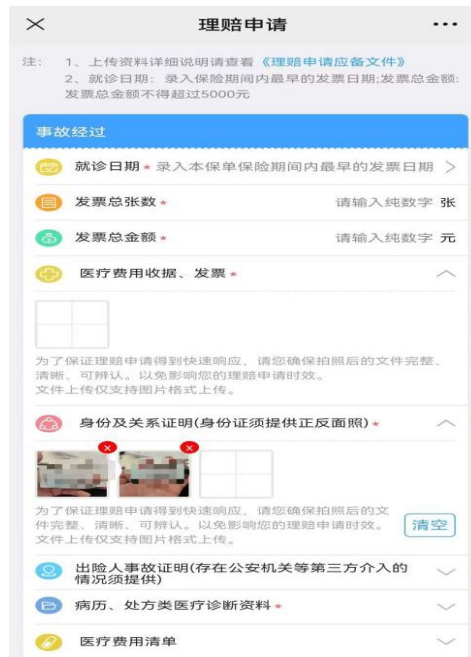 理赔申请
注: 1、上传资料详细说明请查看《理赔申请应备文件》
2、就诊日期: 录入保险期间内最早的发票日期;发票总金额:
发票总金额不得超过5000元
事故经过
就诊日期* 录入本保单保险期间内最早的发票日期 >
发票总张数* 请输入纯数字 张
发票总金额* 请输入纯数字 元
医疗费用收据、发票*
为了保证理赔申请得到快速响应, 请您确保拍照后的文件完整、
清晰、可辨认。以免影响您的理赔申请时效。
文件上传仅支持图片格式上传。
身份及关系证明(身份证须提供正反面照)*
为了保证理赔申请得到快速响应, 请您确保拍照后的文
件完整、清晰、可辨认。以免影响您的理赔申请时效。
文件上传仅支持图片格式上传。
清空
出险人事故证明(存在公安机关等第三方介入的
情况须提供)
病历、处方类医疗诊断资料*
医疗费用清单